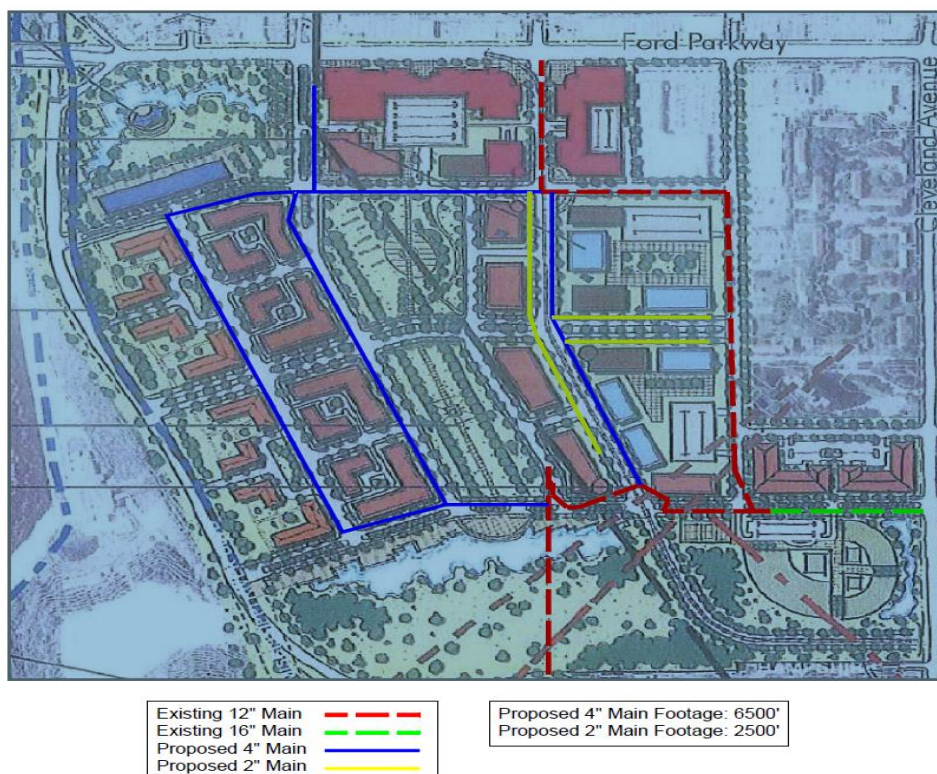 Ford Parkway
Cleveland Avenue
Existing 12" Main
Existing 16" Main
Proposed 4" Main
Proposed 2" Main
Proposed 4" Main Footage: 6500'
Proposed 2" Main Footage: 2500'